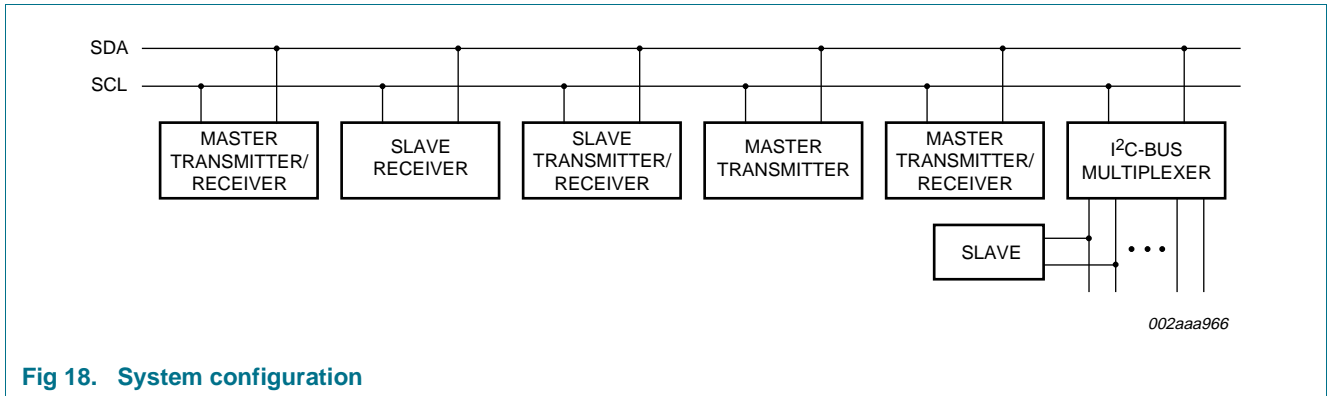 SDA
SCL
MASTER
TRANSMITTER/
RECEIVER
SLAVE
RECEIVER
SLAVE
TRANSMITTER/
RECEIVER
MASTER
TRANSMITTER
MASTER
TRANSMITTER/
RECEIVER
I²C-BUS
MULTIPLEXER
SLAVE
002aaa966
Fig 18. System configuration